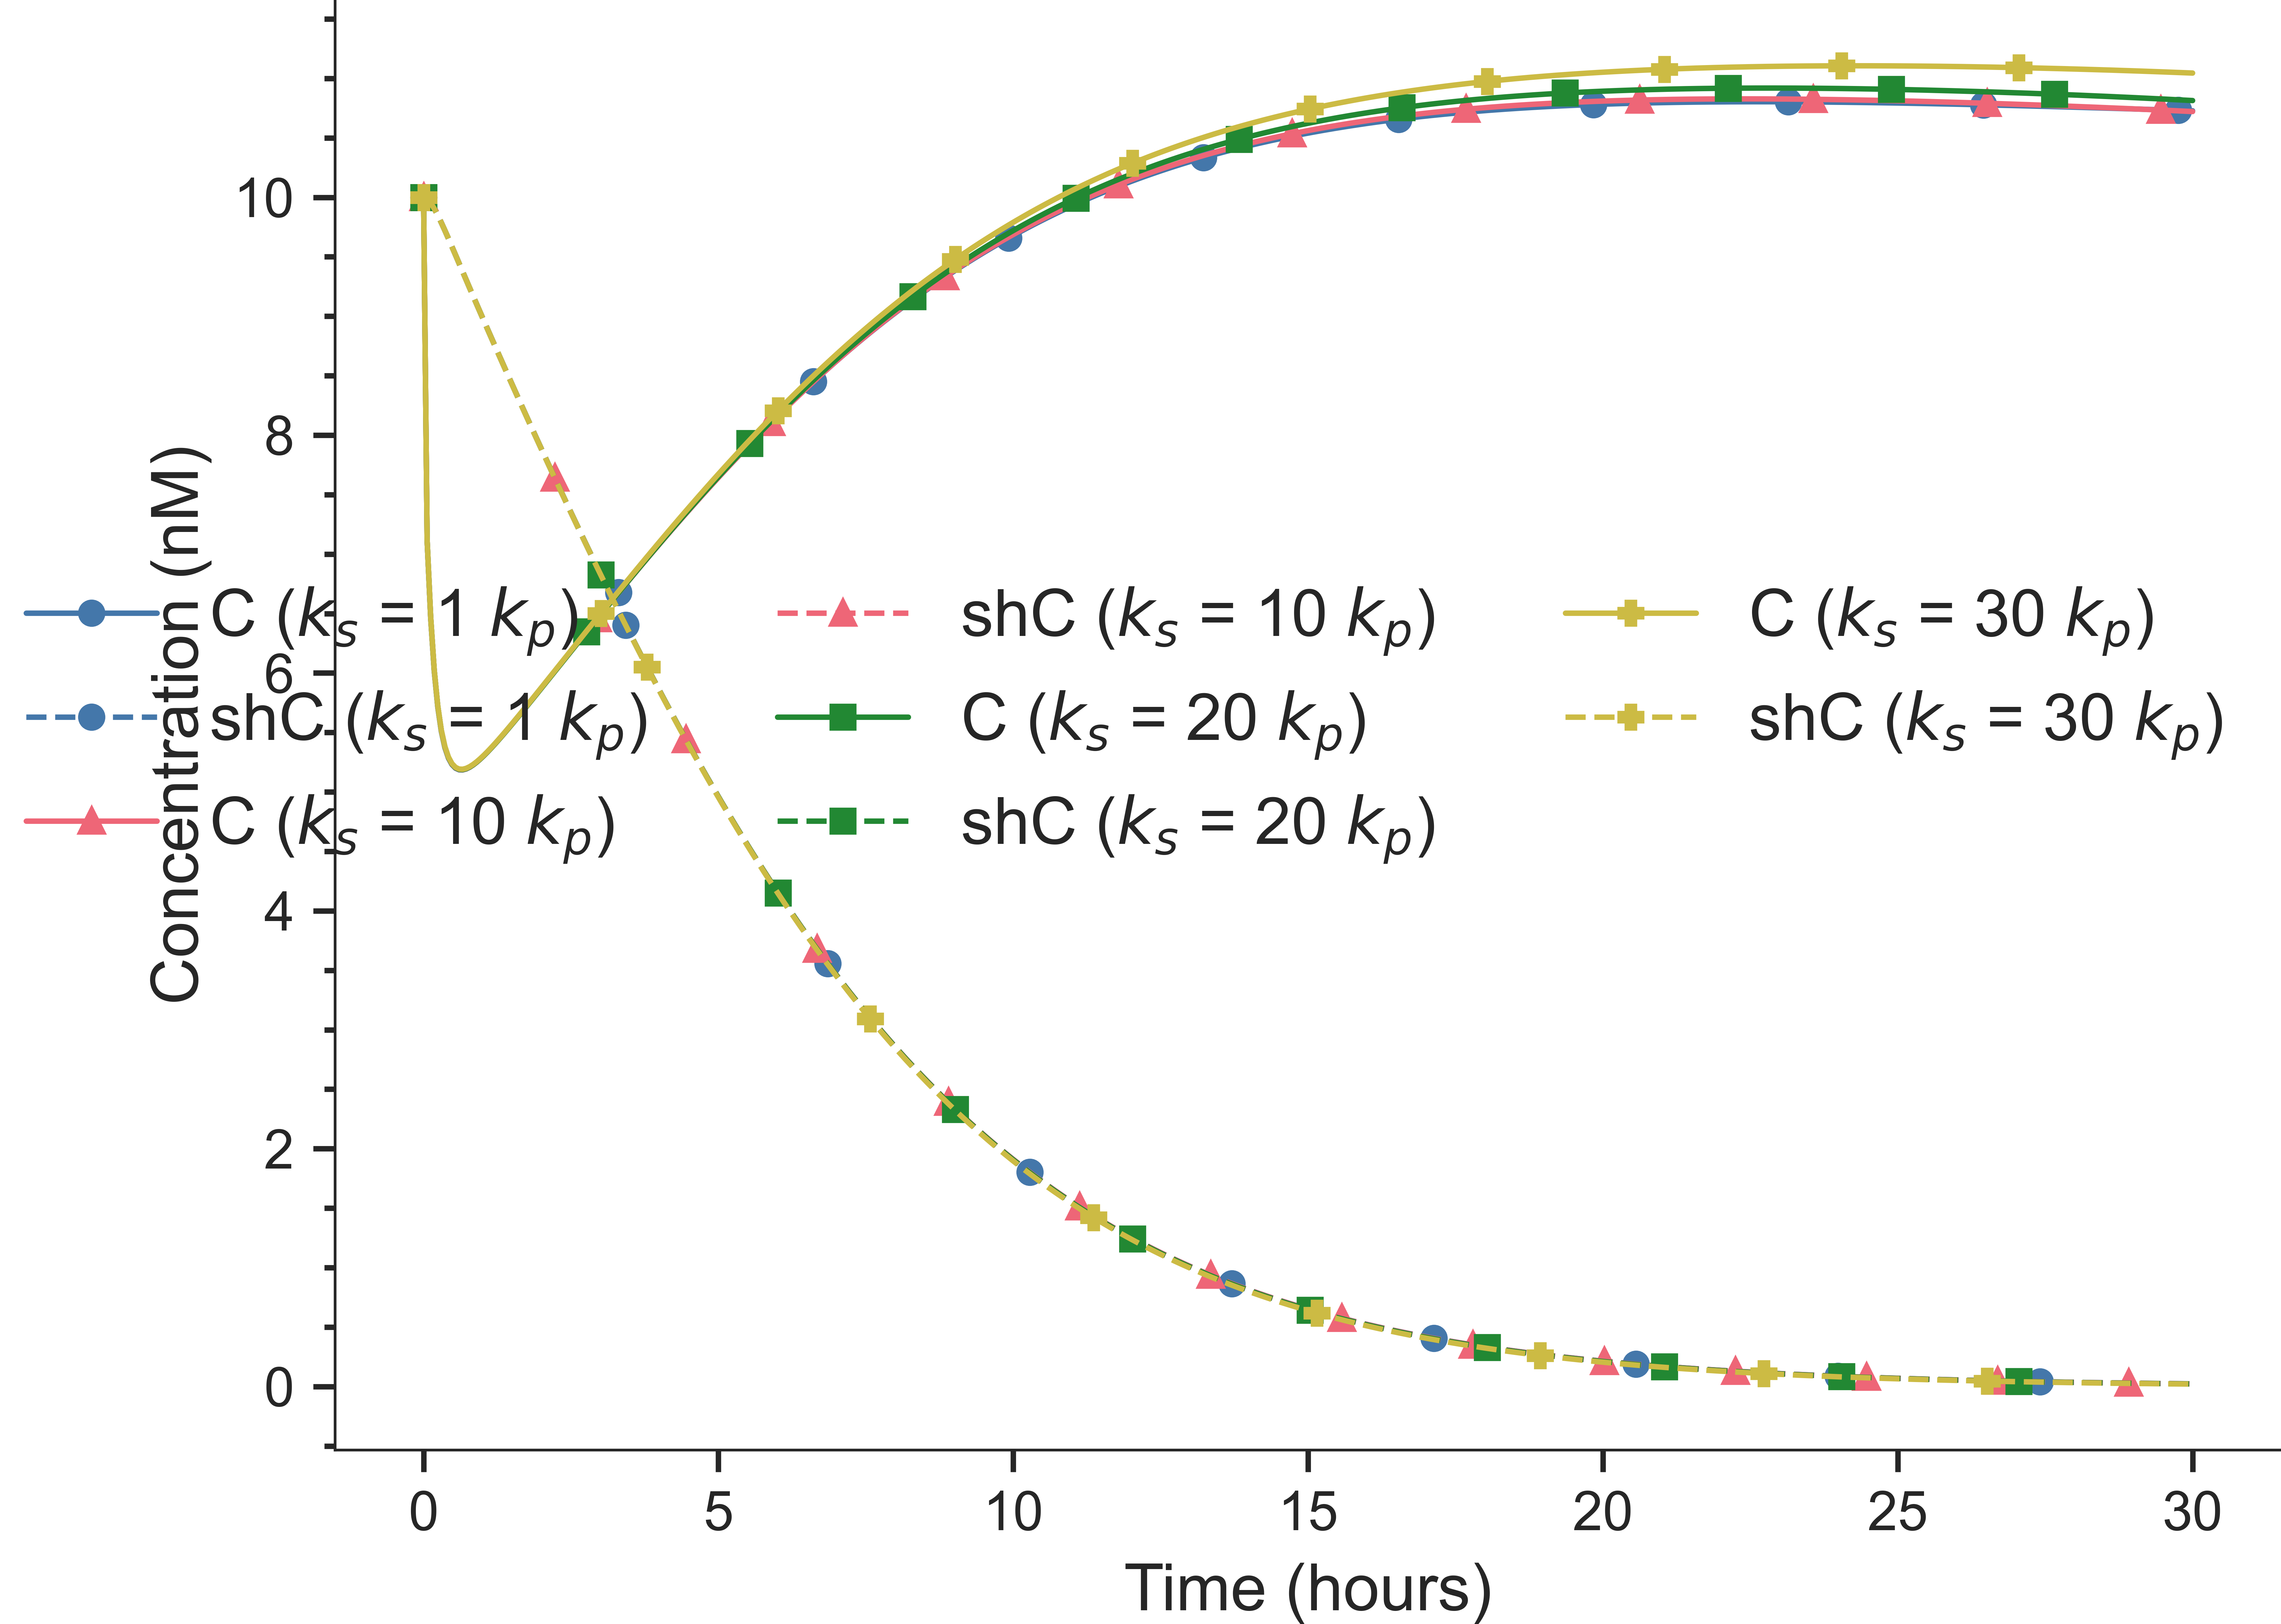 10
8
6
4
2
0
Concentration (nM)
C (kₛ = 1 kₚ)
shC (kₛ = 1 kₚ)
C (kₛ = 10 kₚ)
shC (kₛ = 10 kₚ)
C (kₛ = 20 kₚ)
shC (kₛ = 20 kₚ)
C (kₛ = 30 kₚ)
shC (kₛ = 30 kₚ)
0 5 10 15 20 25 30
Time (hours)